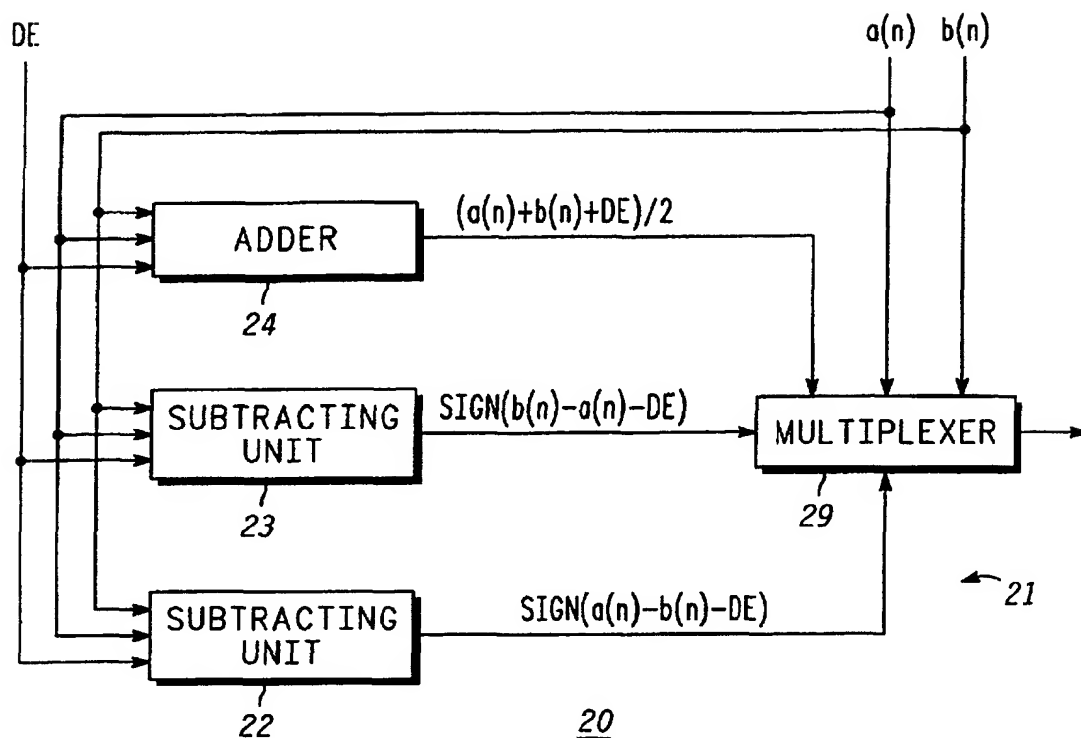 DE
a(n) b(n)
ADDER
(a(n)+b(n)+DE)/2
24
SUBTRACTING
UNIT
SIGN(b(n)-a(n)-DE)
MULTIPLEXER
23
29
SUBTRACTING
UNIT
SIGN(a(n)-b(n)-DE)
21
22
20